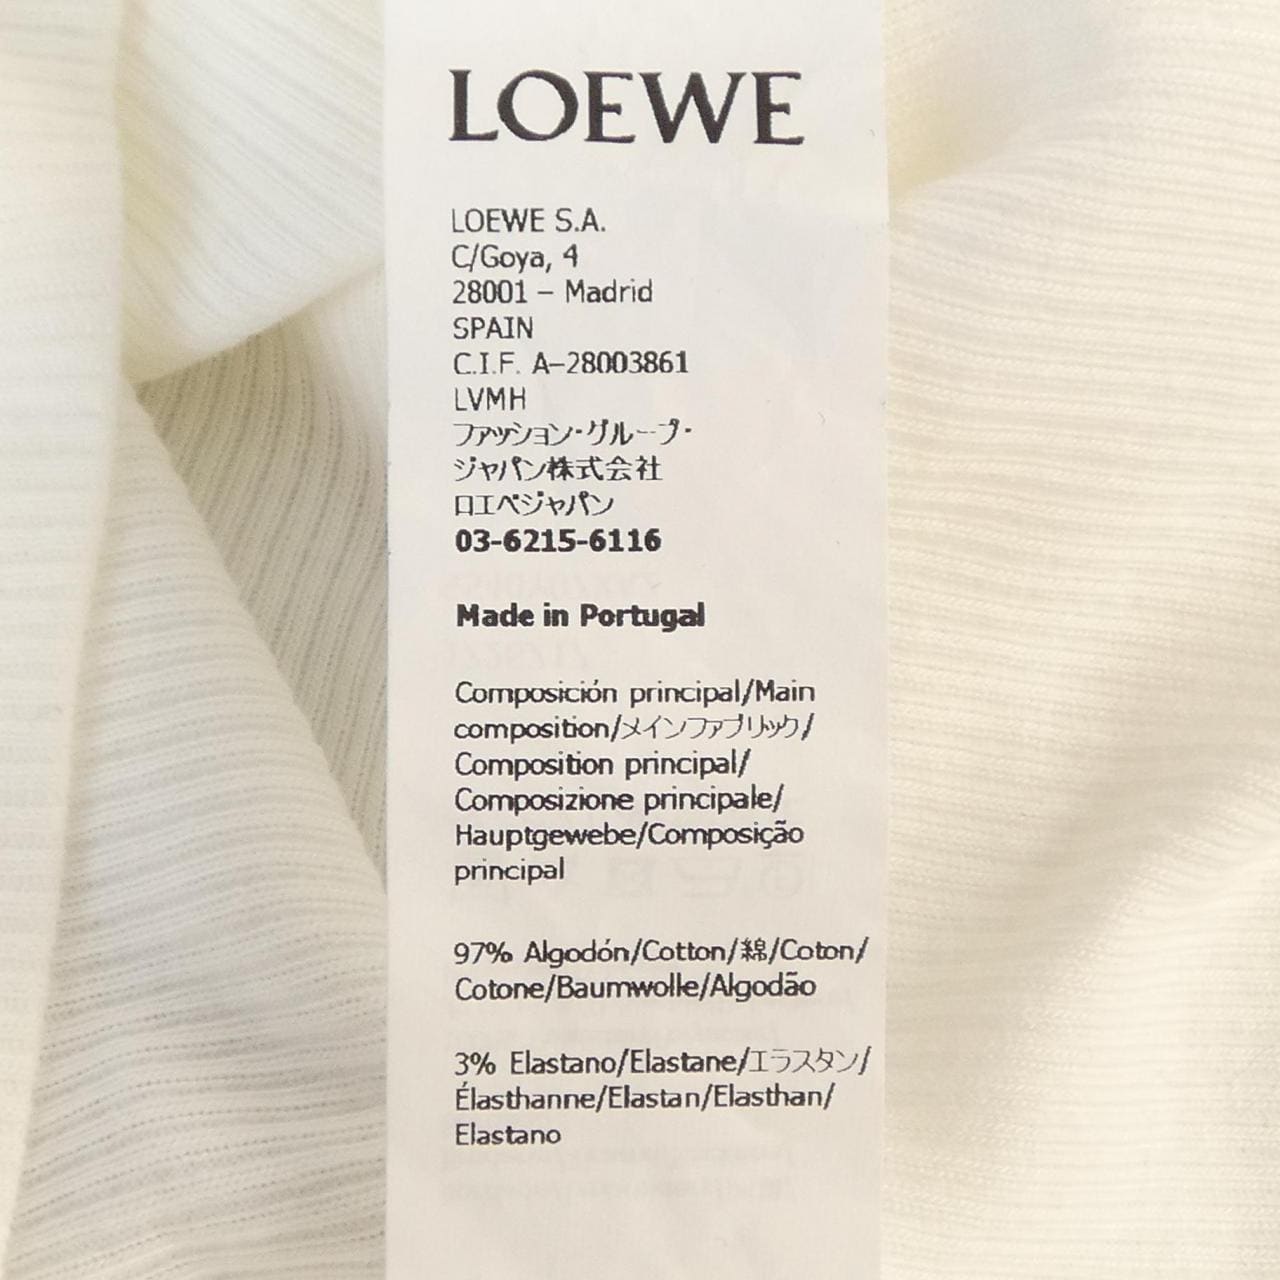 LOEWE
LOEWE S.A.
C/Goya, 4
28001 – Madrid
SPAIN
C.I.F. A–28003861
LVMH
ファッション・グループ・
ジャパン株式会社
ロエベジャパン
03-6215-6116
Made in Portugal
Composición principal/Main
composition/メインファブリック/
Composition principal/
Composizione principale/
Hauptgewebe/Composição
principal
97% Algodón/Cotton/綿/Coton/
Cotone/Baumwolle/Algodão
3% Elastano/Elastane/エラスタン/
Élasthanne/Elastan/Elasthan/
Elastano